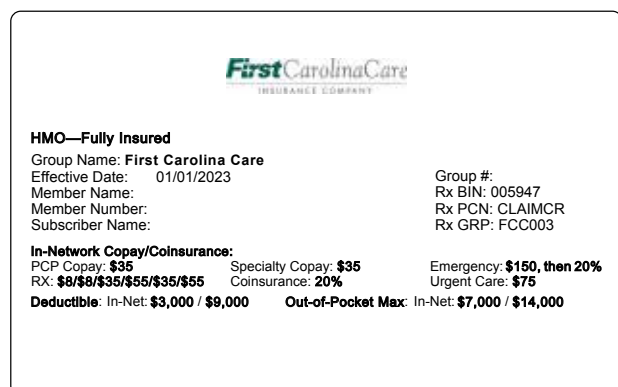 FirstCarolinaCare
INSURANCE COMPANY
HMO—Fully Insured
Group Name: First Carolina Care
Effective Date: 01/01/2023
Group #:
Member Name:
Rx BIN: 005947
Member Number:
Rx PCN: CLAIMCR
Subscriber Name:
Rx GRP: FCC003
In-Network Copay/Coinsurance:
PCP Copay: $35 Specialty Copay: $35 Emergency: $150, then 20%
RX: $8/$8/$35/$55/$35/$55 Coinsurance: 20% Urgent Care: $75
Deductible: In-Net: $3,000 / $9,000 Out-of-Pocket Max: In-Net: $7,000 / $14,000